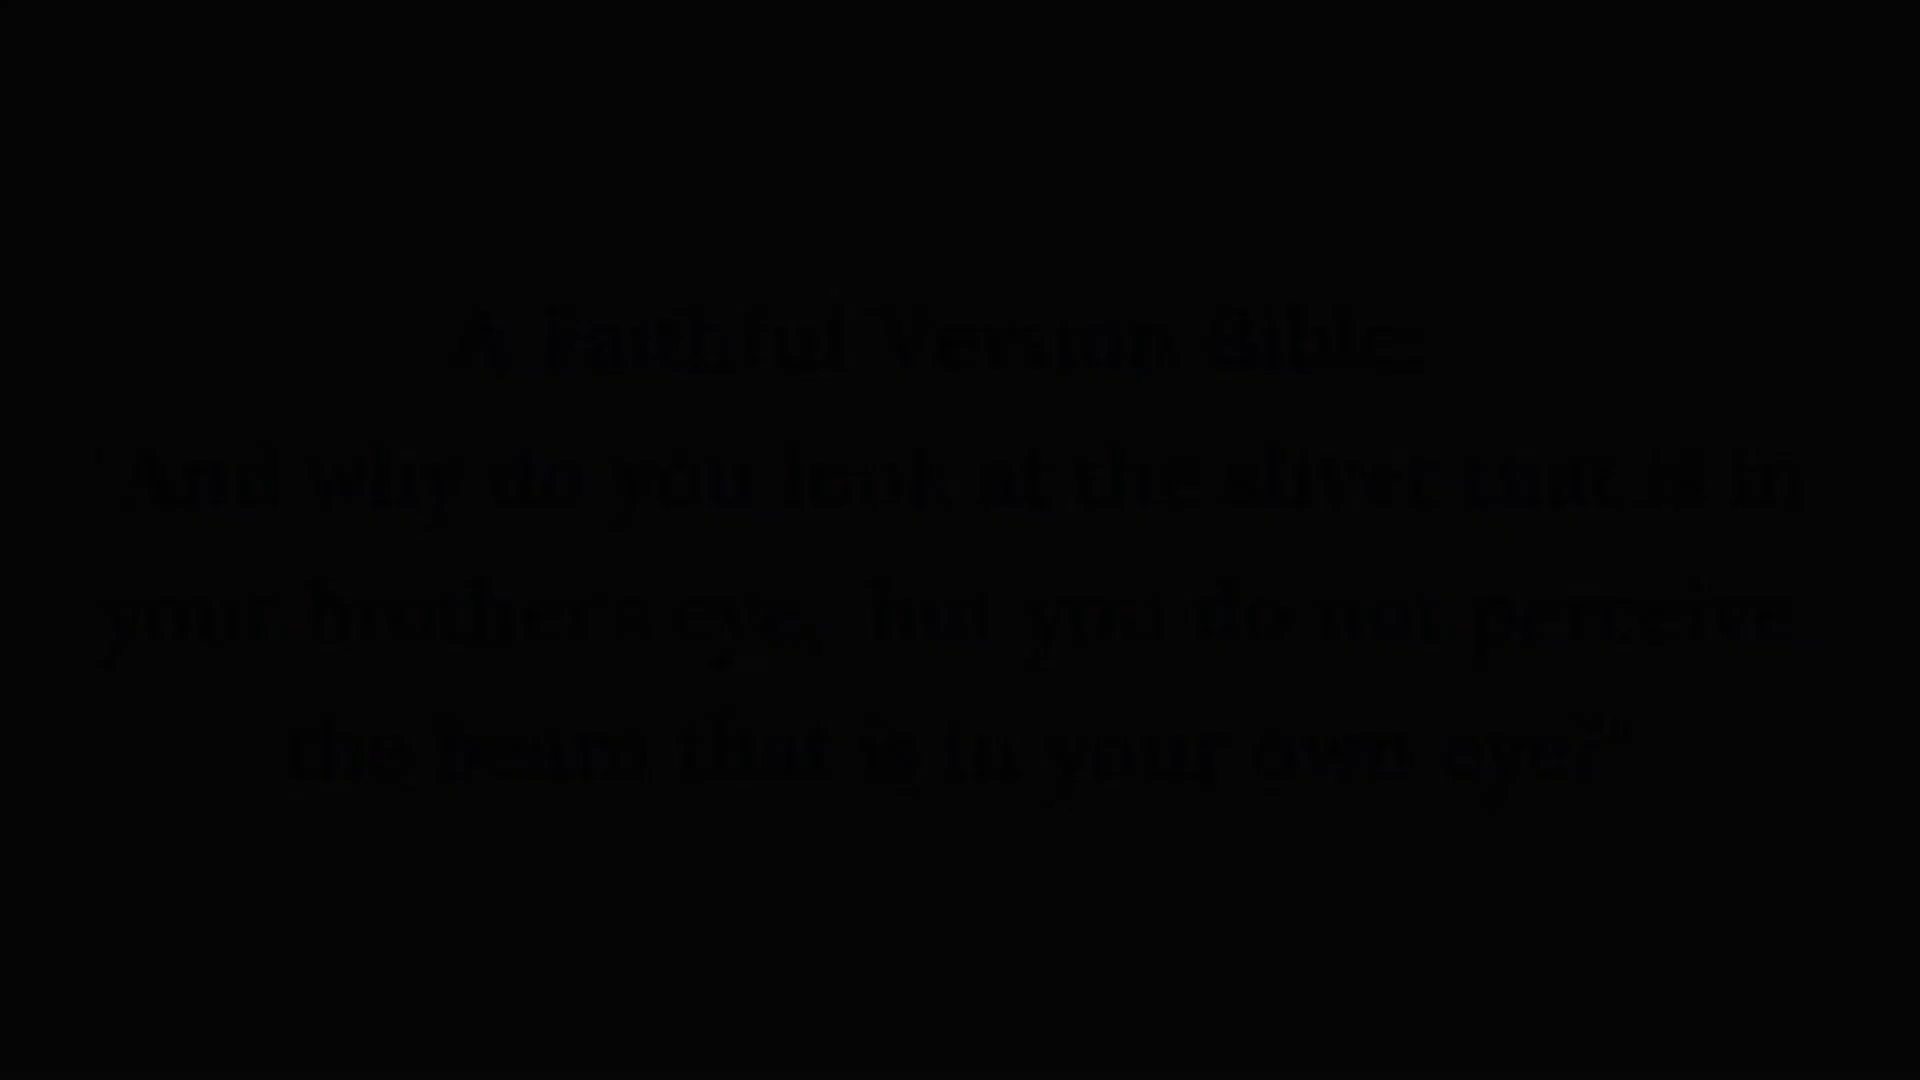 A Faithful Version Bible:
"And why do you look at the sliver that is in
your brother's eye, but you do not perceive
the beam that is in your own eye?"